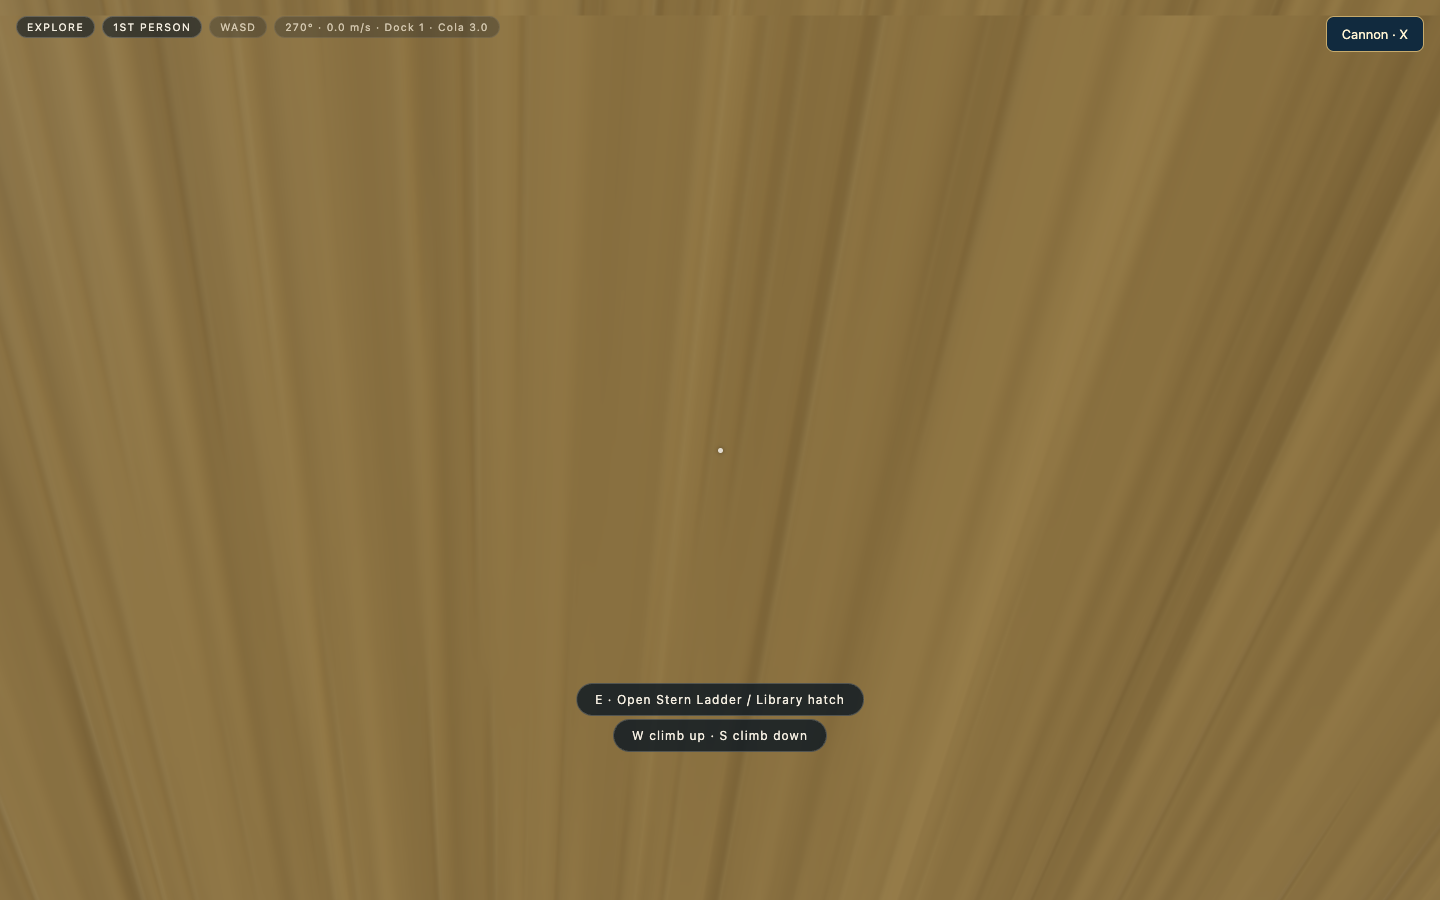 EXPLORE 1ST PERSON WASD 270° · 0.0 m/s · Dock 1 · Cola 3.0
Cannon · X
E · Open Stern Ladder / Library hatch
W climb up · S climb down